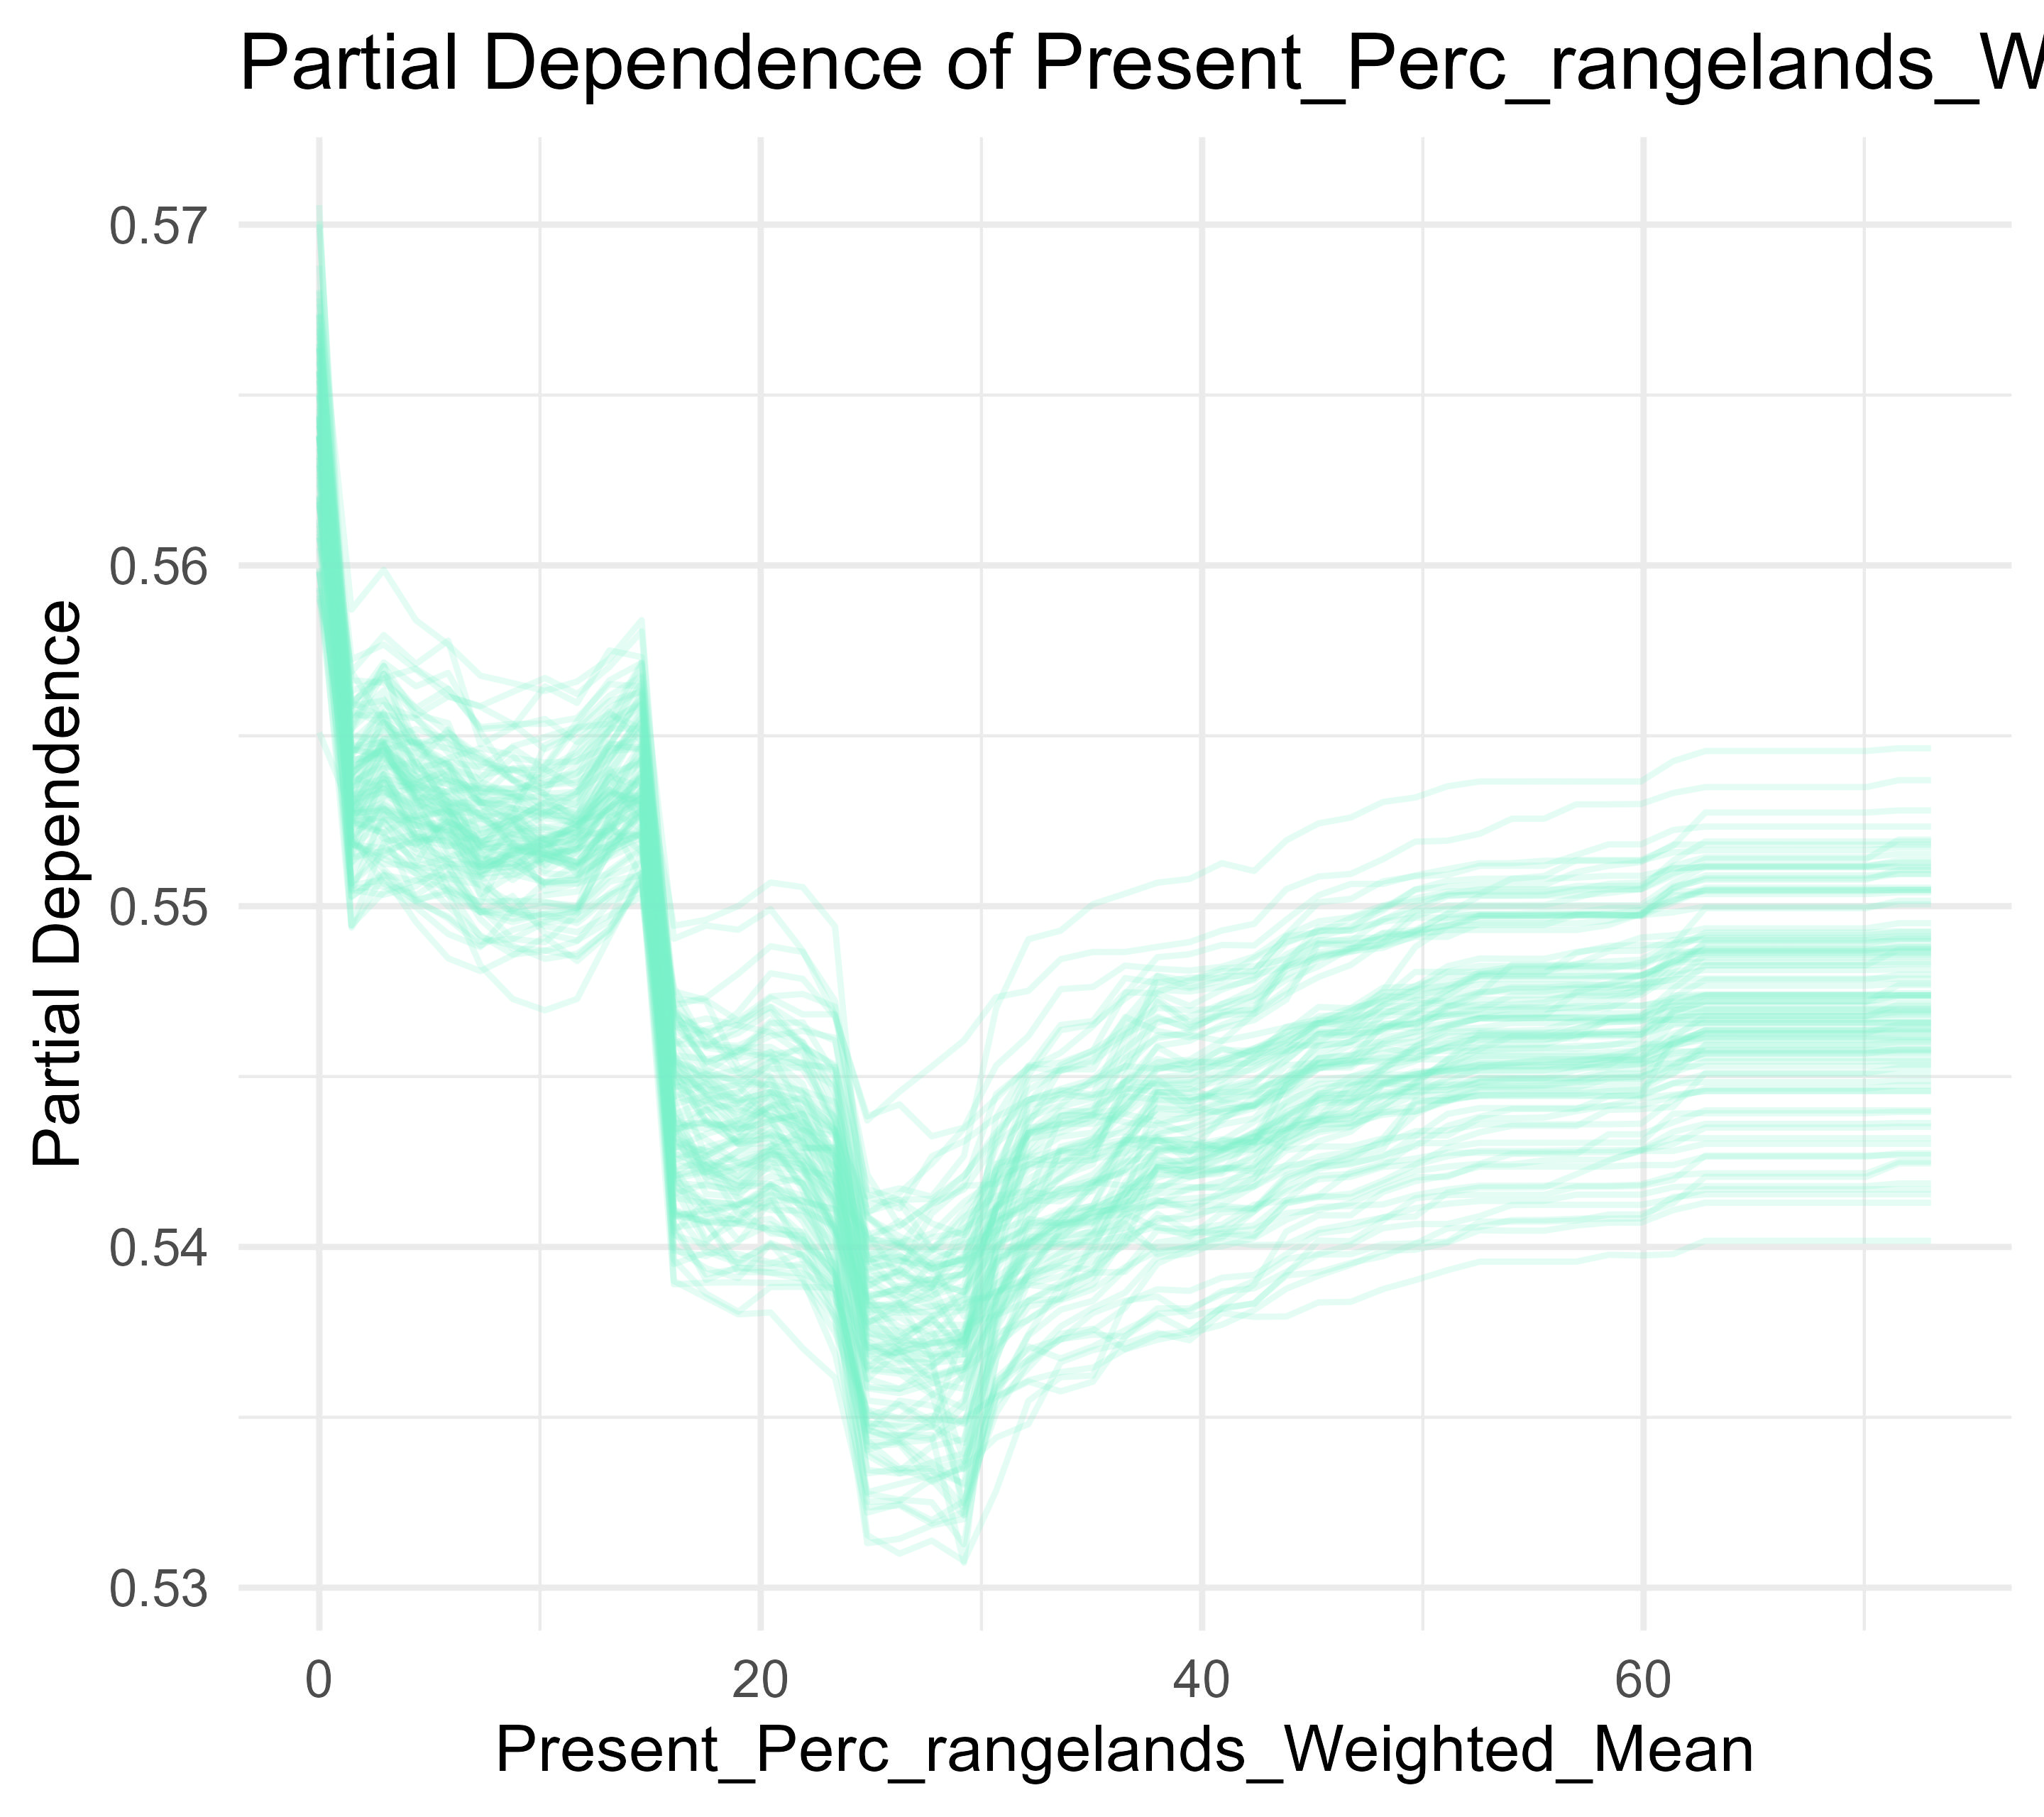 Partial Dependence of Present_Perc_rangelands_W
0.57
0.56
0.55
0.54
0.53
Partial Dependence
0 20 40 60
Present_Perc_rangelands_Weighted_Mean